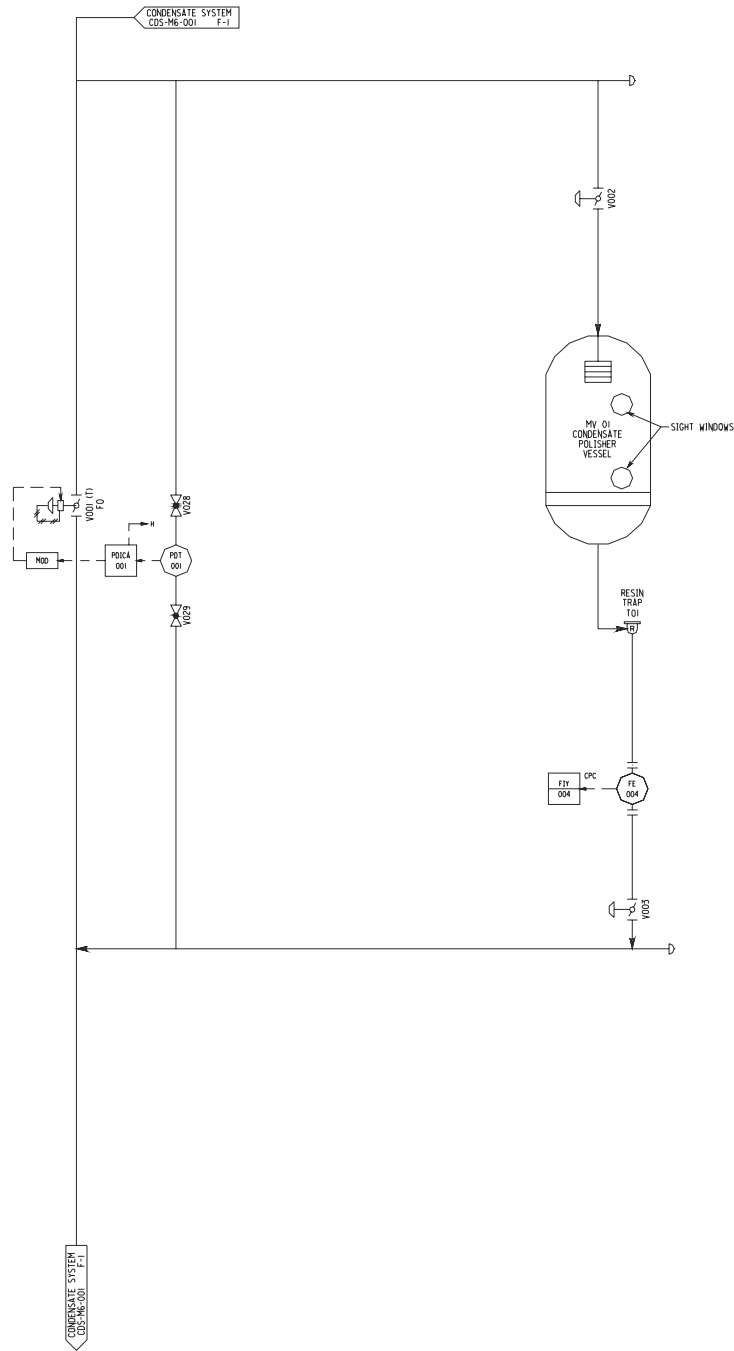 CONDENSATE SYSTEM
CDS-M6-001 F-1
V002
MV 01
CONDENSATE
POLISHER
VESSEL
SIGHT WINDOWS
V001 (T)
FO
V028
H
MOD
PDICA
001
PDT
001
V029
RESIN
TRAP
T01
R
FIY
004
CPC
FE
004
V003
CONDENSATE SYSTEM
CDS-M6-001 F-1